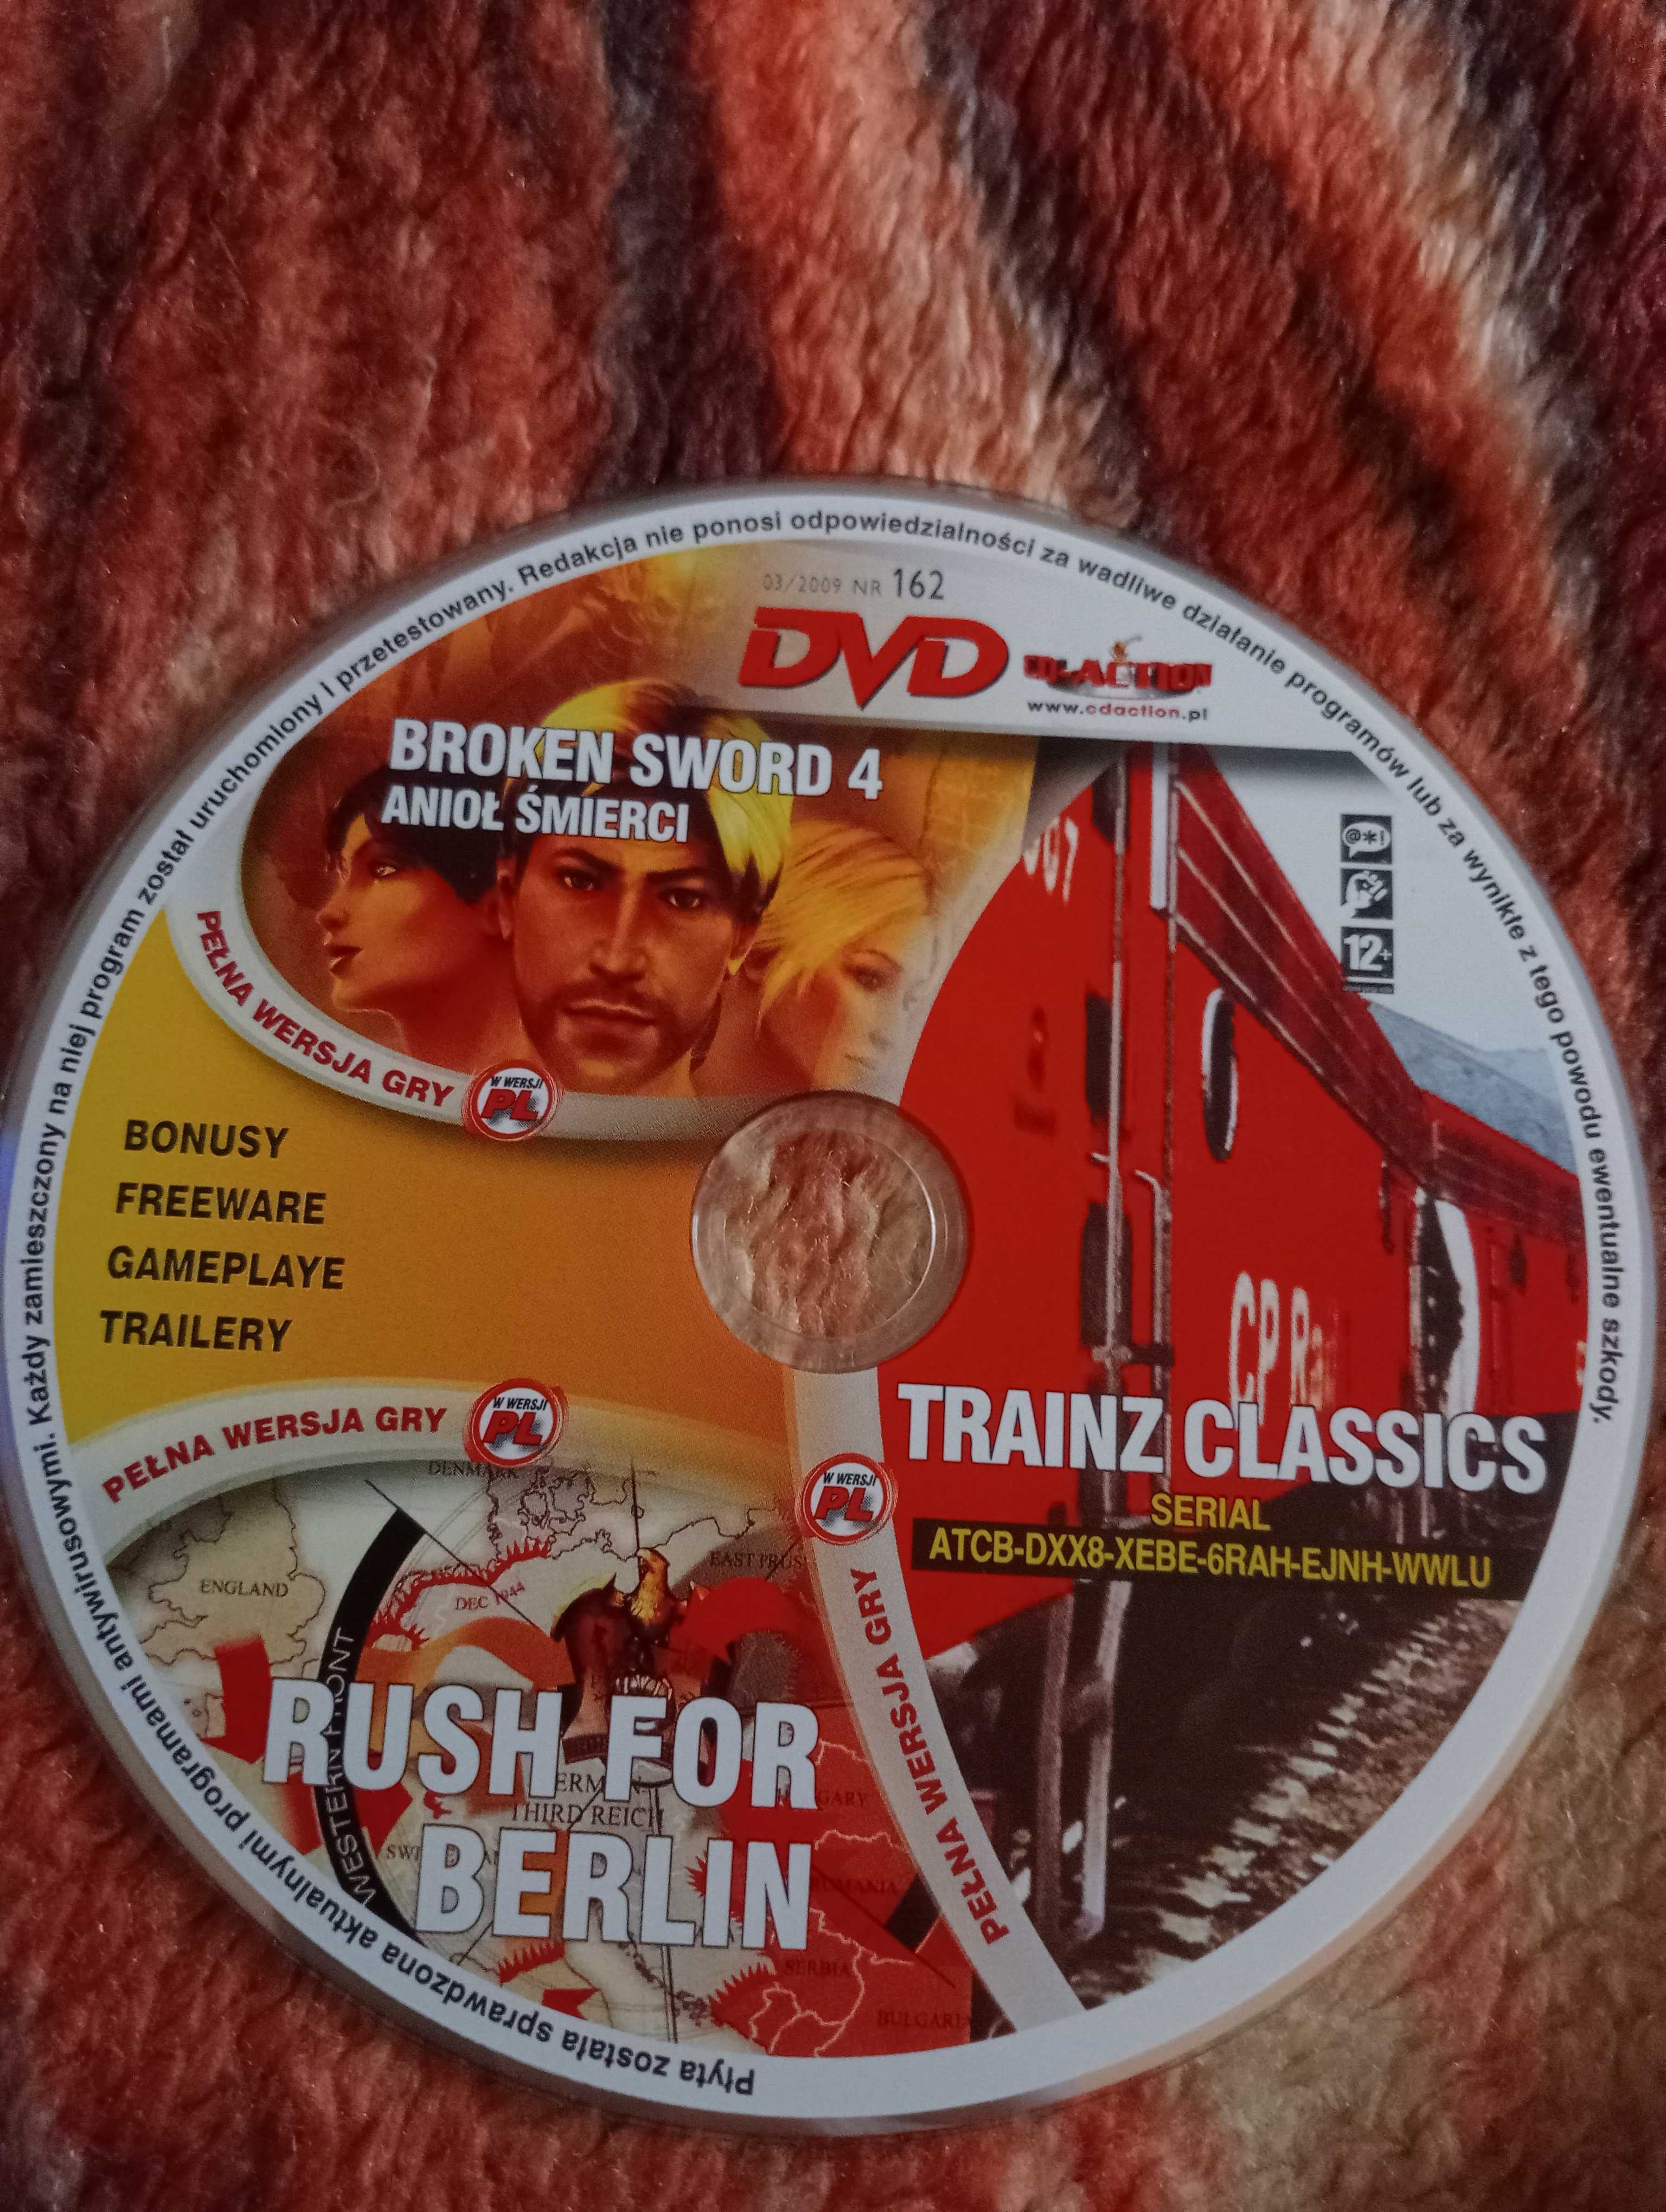 Płyta została sprawdzona aktualnymi programami antywirusowymi. Każdy zamieszczony na niej program został uruchomiony i przetestowany. Redakcja nie ponosi odpowiedzialności za wadliwe działanie programów lub za wynikłe z tego powodu ewentualne szkody.
03/2009 NR 162
DVD CD-ACTION
www.cdaction.pl
BROKEN SWORD 4
ANIOŁ ŚMIERCI
PEŁNA WERSJA GRY
W WERSJI
PL
@*!
12+
BONUSY
FREEWARE
GAMEPLAYE
TRAILERY
PEŁNA WERSJA GRY
W WERSJI
PL
CP
TRAINZ CLASSICS
SERIAL
ATCB-DXX8-XEBE-6RAH-EJNH-WWLU
W WERSJI
PL
PEŁNA WERSJA GRY
DENMARK
ENGLAND
DEC 1944
EAST
WESTERN FRONT
RUSH FOR
THIRD REICH
BERLIN
ROMANIA
SERBIA
BULGARIA